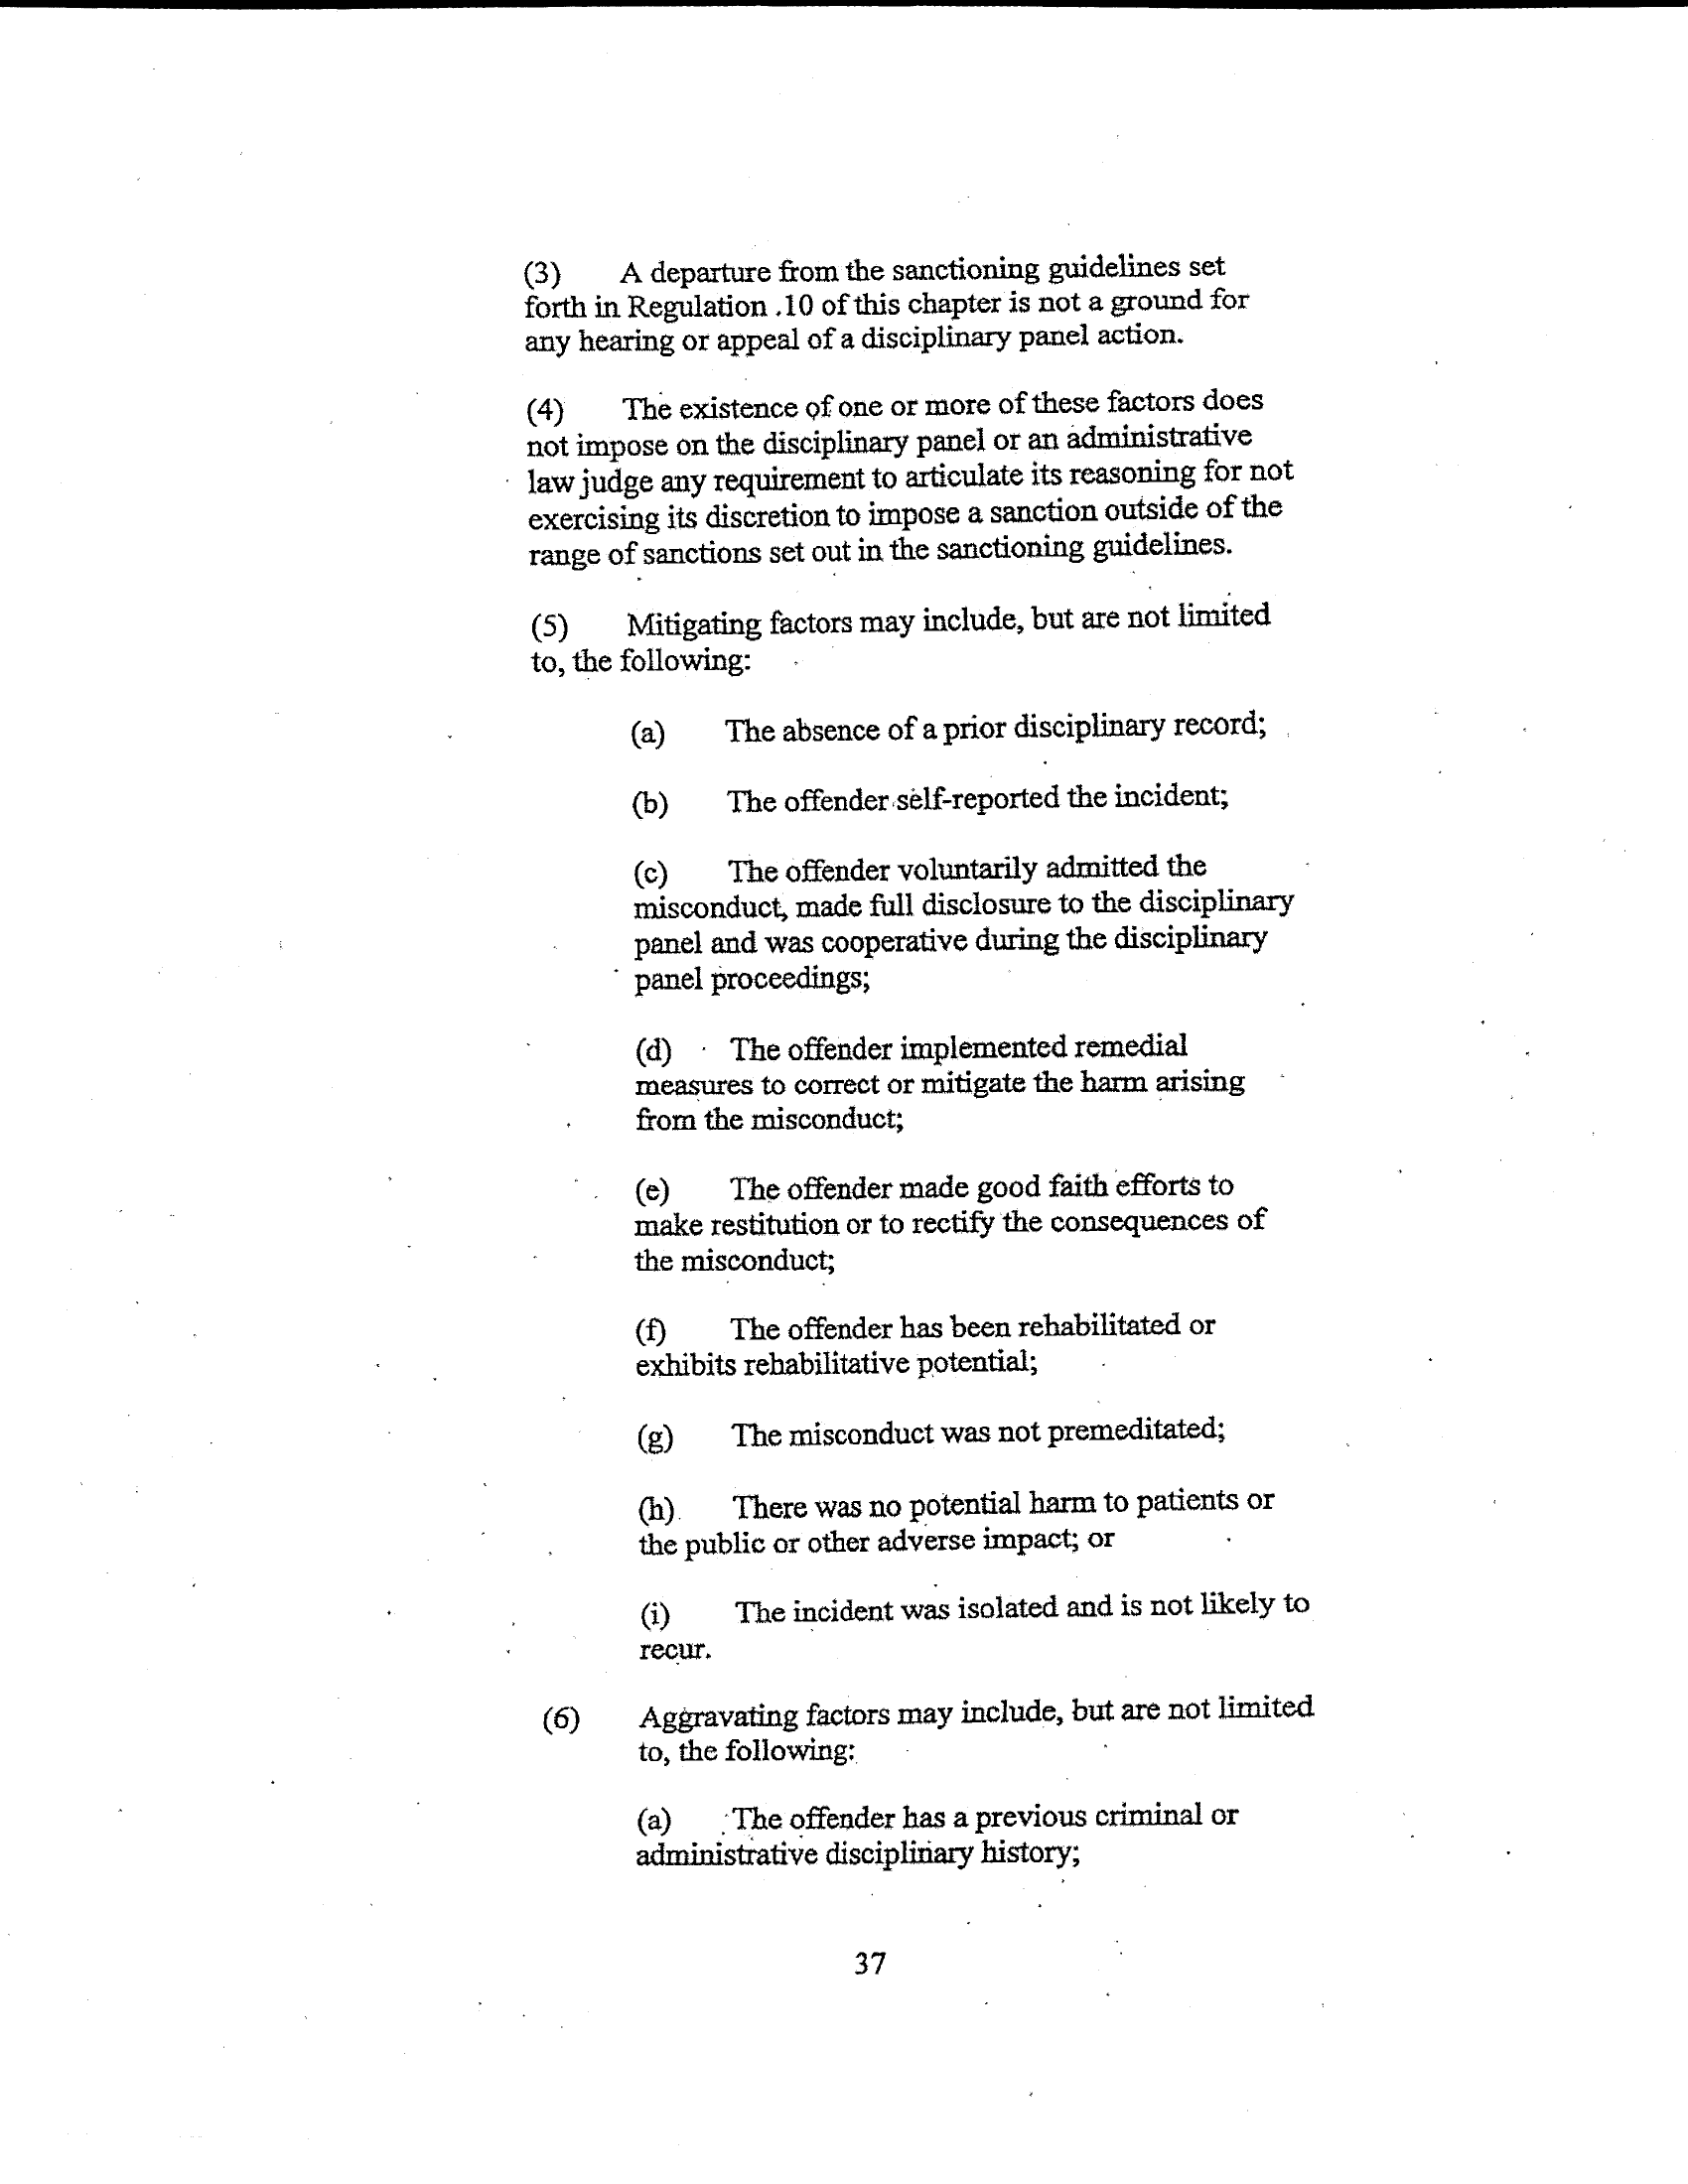 (3) A departure from the sanctioning guidelines set
forth in Regulation .10 of this chapter is not a ground for
any hearing or appeal of a disciplinary panel action.
(4) The existence of one or more of these factors does
not impose on the disciplinary panel or an administrative
law judge any requirement to articulate its reasoning for not
exercising its discretion to impose a sanction outside of the
range of sanctions set out in the sanctioning guidelines.
(5) Mitigating factors may include, but are not limited
to, the following:
(a) The absence of a prior disciplinary record;
(b) The offender self-reported the incident;
(c) The offender voluntarily admitted the
misconduct, made full disclosure to the disciplinary
panel and was cooperative during the disciplinary
panel proceedings;
(d) The offender implemented remedial
measures to correct or mitigate the harm arising
from the misconduct;
(e) The offender made good faith efforts to
make restitution or to rectify the consequences of
the misconduct;
(f) The offender has been rehabilitated or
exhibits rehabilitative potential;
(g) The misconduct was not premeditated;
(h) There was no potential harm to patients or
the public or other adverse impact; or
(i) The incident was isolated and is not likely to
recur.
(6) Aggravating factors may include, but are not limited
to, the following:
(a) The offender has a previous criminal or
administrative disciplinary history;
37